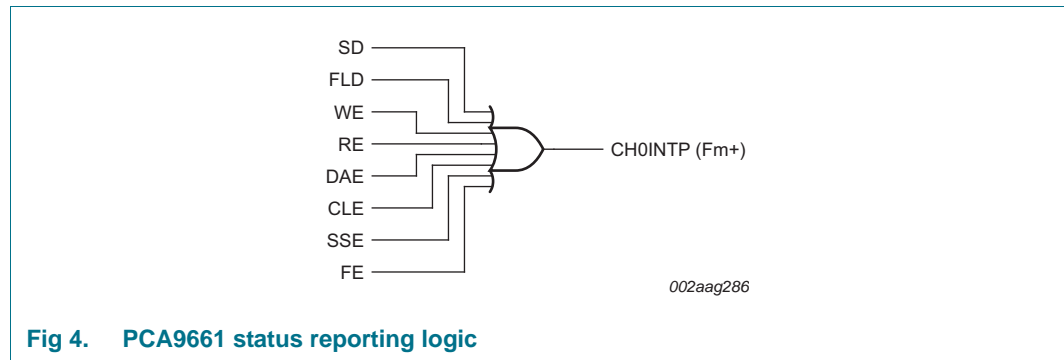 SD
FLD
WE
RE
DAE
CLE
SSE
FE
CH0INTP (Fm+)
002aag286
Fig 4. PCA9661 status reporting logic